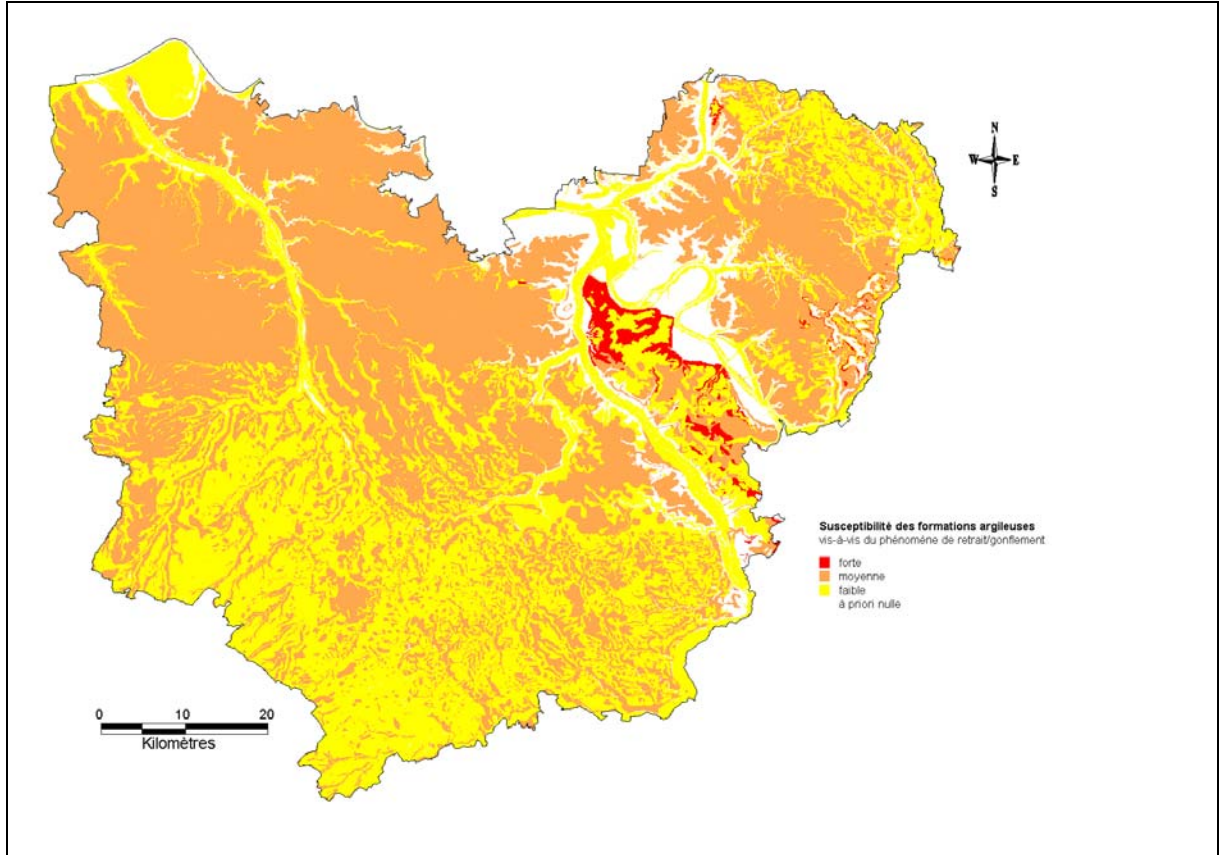 N
W E
S
Susceptibilité des formations argileuses
vis-à-vis du phénomène de retrait/gonflement
forte
moyenne
faible
à priori nulle
0 10 20
Kilomètres